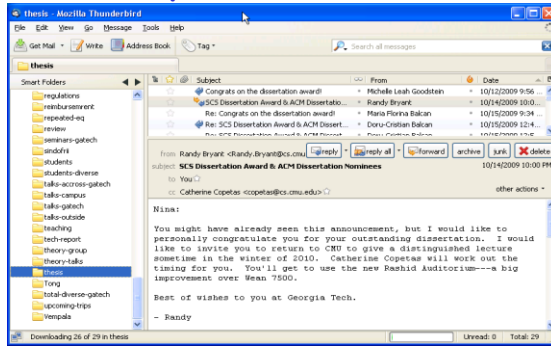 thesis - Mozilla Thunderbird
File Edit View Go Message Tools Help
Get Mail Write Address Book Tag Search all messages
thesis
Smart Folders
Subject From Date
regulations
reimbursemrent
repeated-eq
review
seminars-gatech
sindofrii
students
students-diverse
talks-accross-gatech
talks-campus
talks-gatech
talks-outside
teaching
tech-report
theory-group
theory-talks
thesis
Tong
total-diverse-gatech
upcoming-trips
Vempala
Congrats on the dissertation award! Michelle Leah Goodstein 10/12/2009 9:56 ...
SCS Dissertation Award & ACM Dissertatio... Randy Bryant 10/14/2009 10:0...
Re: Congrats on the dissertation award! Maria Florina Balcan 10/15/2009 9:34 ...
Re: SCS Dissertation Award & ACM Dissert... Doru-Cristian Balcan 10/15/2009 12:4...
from Randy Bryant <Randy.Bryant@cs.cmu reply reply all forward archive junk delete
subject SCS Dissertation Award & ACM Dissertation Nominees 10/14/2009 10:00 PM
to You
cc Catherine Copetas <copetas@cs.cmu.edu> other actions
Nina:
You might have already seen this announcement, but I would like to
personally congratulate you for your outstanding dissertation. I would
like to invite you to return to CMU to give a distinguished lecture
sometime in the winter of 2010. Catherine Copetas will work out the
timing for you. You'll get to use the new Rashid Auditorium---a big
improvement over Wean 7500.
Best of wishes to you at Georgia Tech.
- Randy
Downloading 26 of 29 in thesis Unread: 0 Total: 29